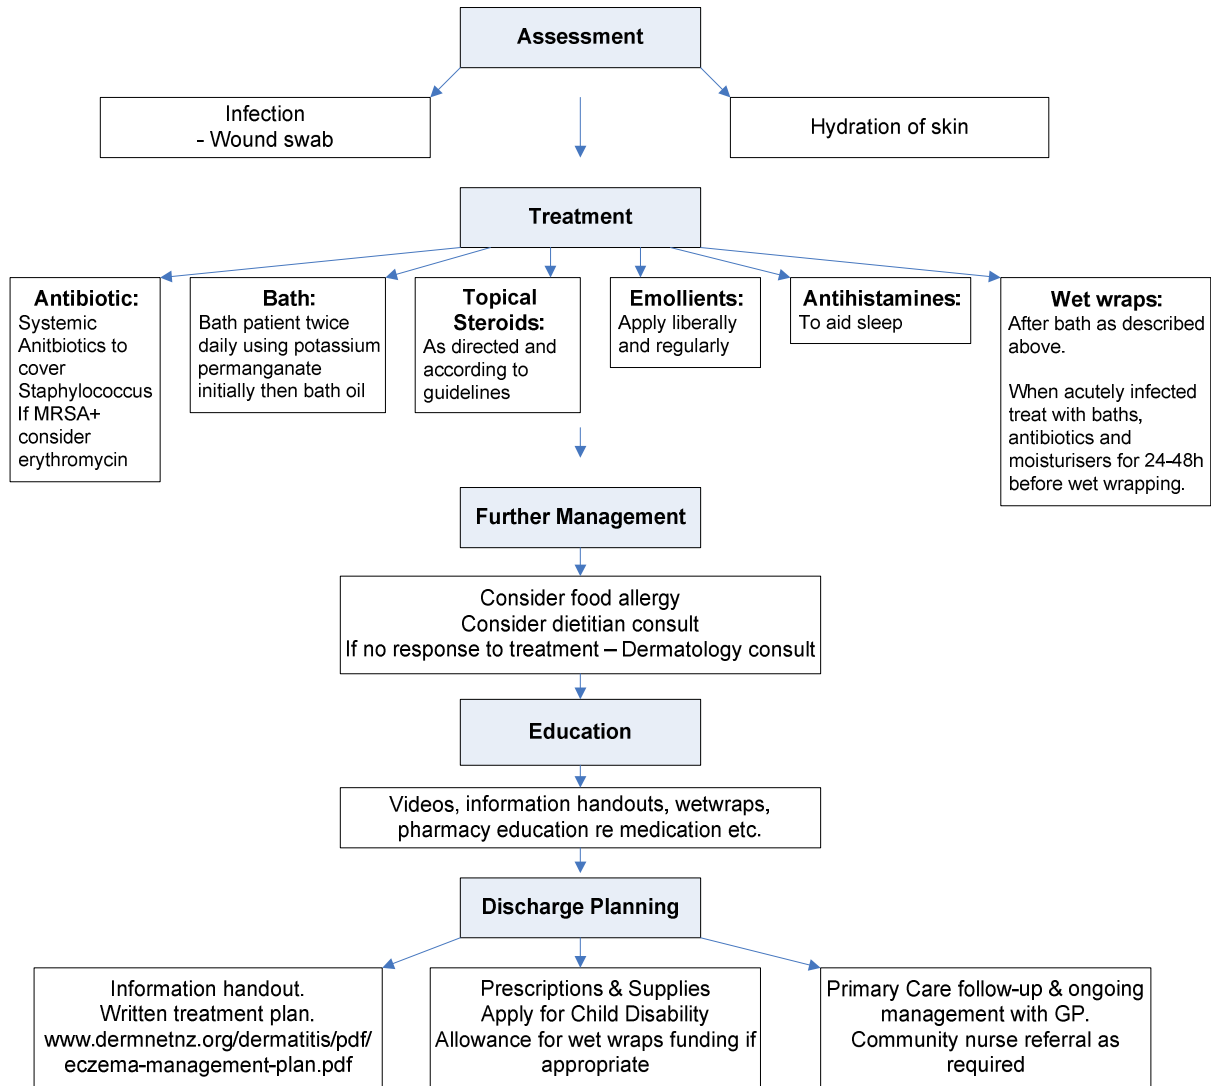 Assessment
Infection
- Wound swab
Hydration of skin
Treatment
Antibiotic:
Systemic
Anitbiotics to
cover
Staphylococcus
If MRSA+
consider
erythromycin
Bath:
Bath patient twice
daily using potassium
permanganate
initially then bath oil
Topical
Steroids:
As directed and
according to
guidelines
Emollients:
Apply liberally
and regularly
Antihistamines:
To aid sleep
Wet wraps:
After bath as described
above.
When acutely infected
treat with baths,
antibiotics and
moisturisers for 24-48h
before wet wrapping.
Further Management
Consider food allergy
Consider dietitian consult
If no response to treatment – Dermatology consult
Education
Videos, information handouts, wetwraps,
pharmacy education re medication etc.
Discharge Planning
Information handout.
Written treatment plan.
www.dermnetnz.org/dermatitis/pdf/
eczema-management-plan.pdf
Prescriptions & Supplies
Apply for Child Disability
Allowance for wet wraps funding if
appropriate
Primary Care follow-up & ongoing
management with GP.
Community nurse referral as
required